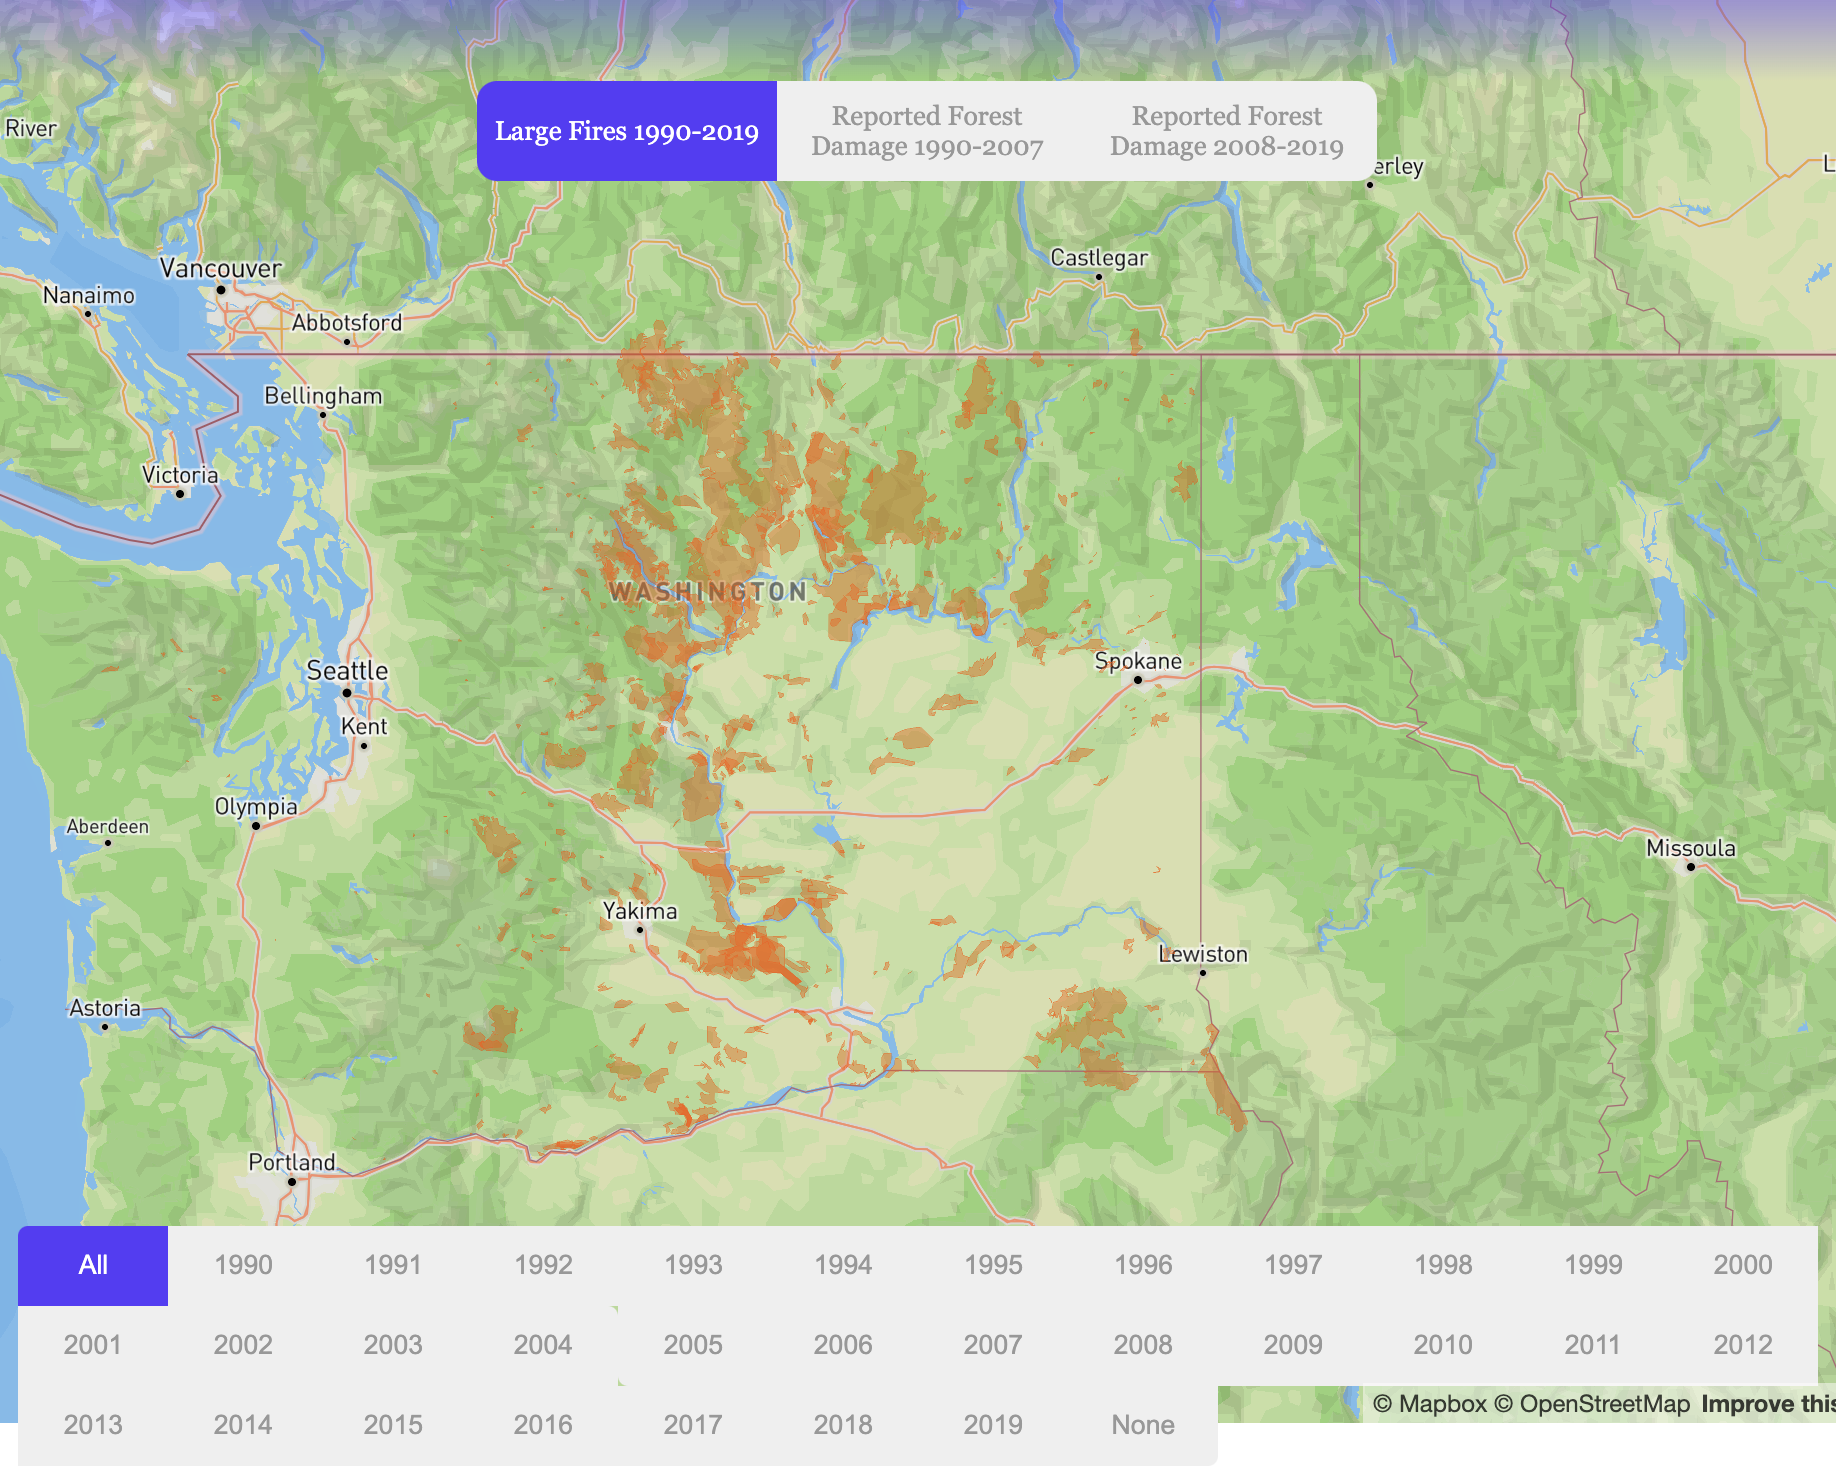 Large Fires 1990-2019
Reported Forest
Damage 1990-2007
Reported Forest
Damage 2008-2019
River
erley
L
Vancouver
Castlegar
Nanaimo
Abbotsford
Bellingham
Victoria
WASHINGTON
Seattle
Spokane
Kent
Olympia
Aberdeen
Missoula
Yakima
Lewiston
Astoria
Portland
All 1990 1991 1992 1993 1994 1995 1996 1997 1998 1999 2000
2001 2002 2003 2004 2005 2006 2007 2008 2009 2010 2011 2012
2013 2014 2015 2016 2017 2018 2019 None
© Mapbox © OpenStreetMap Improve this